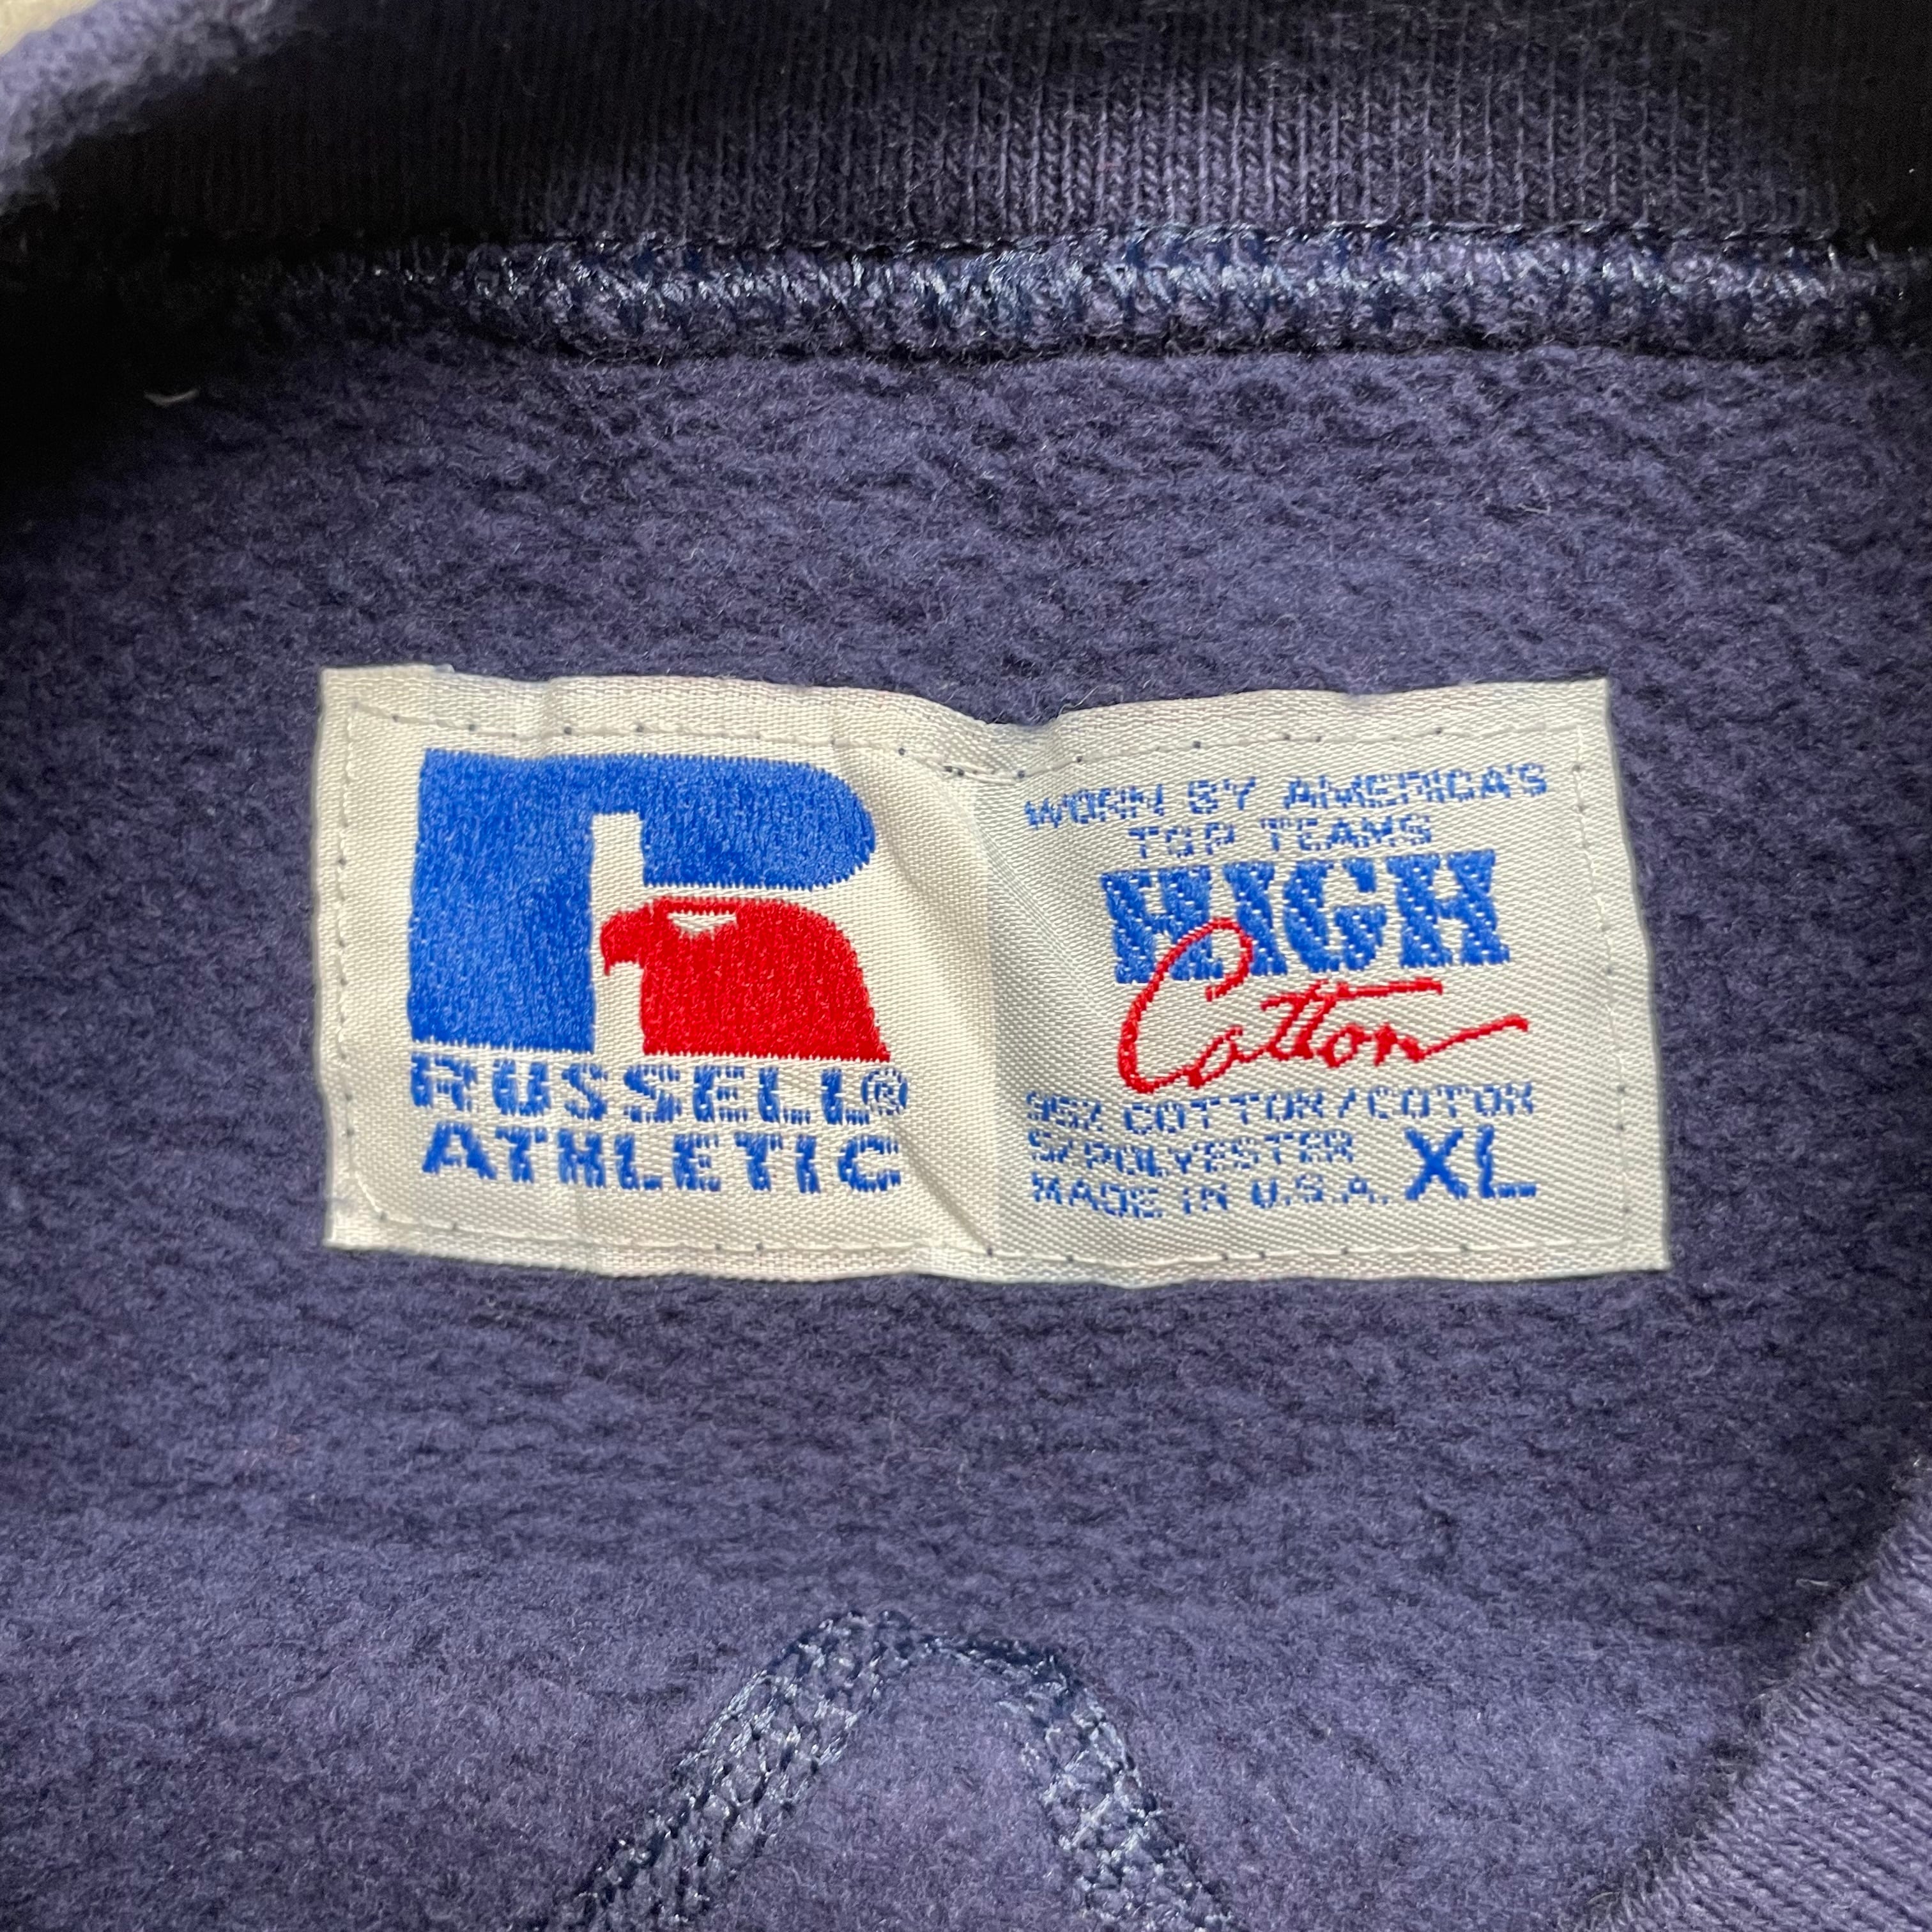 RUSSELL®
ATHLETIC
WORN BY AMERICA'S
TOP TEAMS
HIGH
Cotton
95% COTTON/COTON
5%POLYESTER
MADE IN U.S.A. XL